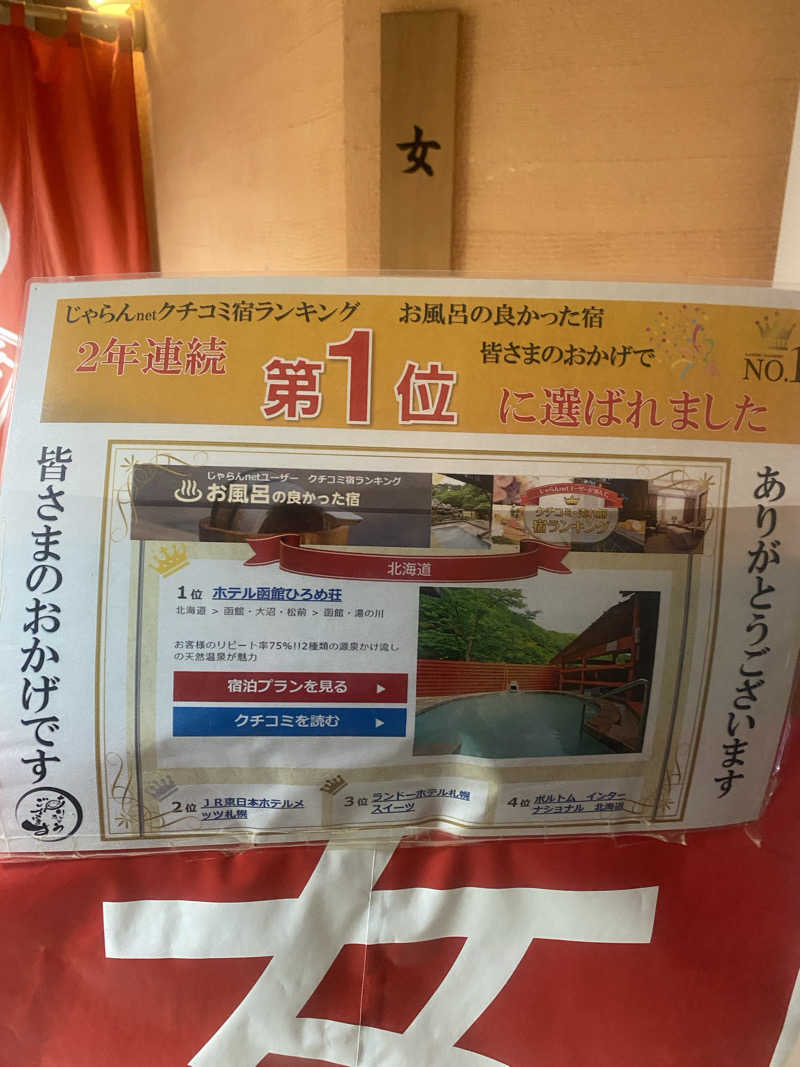 女
じゃらんnetクチコミ宿ランキング お風呂の良かった宿
2年連続 第1位 皆さまのおかげで に選ばれました
NO.1
皆さまのおかげです
ありがとうございます
じゃらんnetユーザー クチコミ宿ランキング
お風呂の良かった宿
宿ランキング
北海道
1位 ホテル函館ひろめ荘
北海道 > 函館・大沼・松前 > 函館・湯の川
お客様のリピート率75%!!2種類の源泉かけ流し
の天然温泉が魅力
宿泊プランを見る
クチコミを読む
2位 JR東日本ホテルメ
ッツ札幌
3位 ランドーホテル札幌
スイーツ
4位 ポルトム インター
ナショナル 北海道
女